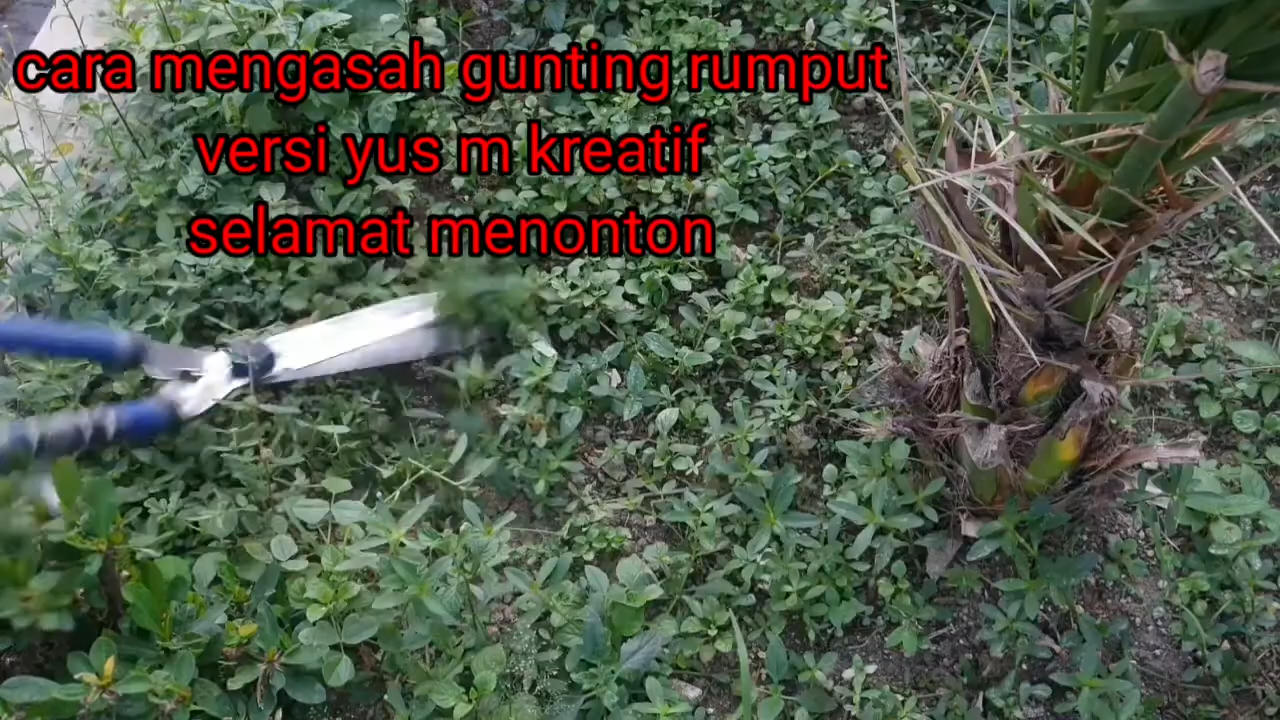 cara mengasah gunting rumput
versi yus m kreatif
selamat menonton